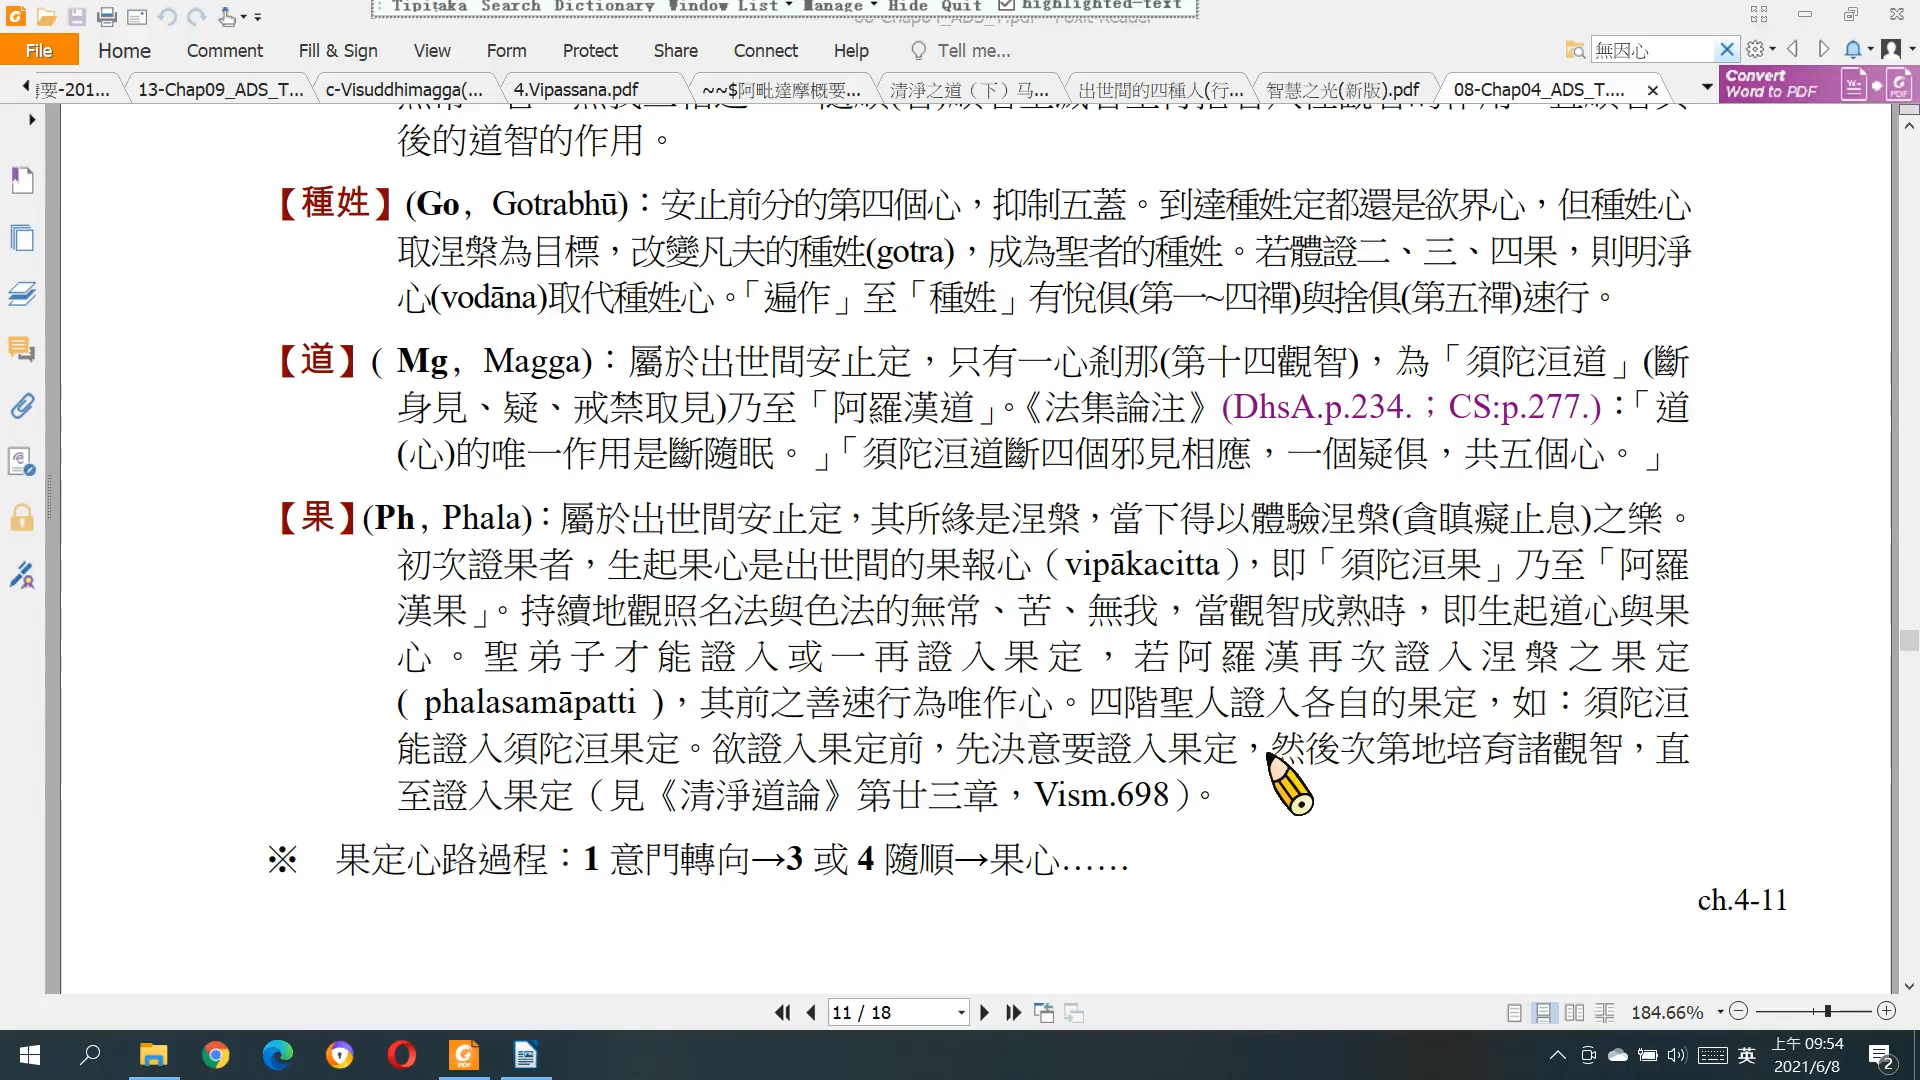 Tipiṭaka Search Dictionary Window List Manage Hide Quit highlighted-text
File Home Comment Fill & Sign View Form Protect Share Connect Help Tell me... 無因心
13-Chap09_ADS_T... c-Visuddhimagga(... 4.Vipassana.pdf ~~$阿毗達摩概要... 清淨之道（下）马... 出世間的四種人(行... 智慧之光(新版).pdf 08-Chap04_ADS_T.... Convert
Word to PDF
後的道智的作用。
【種姓】(Go, Gotrabhū)：安止前分的第四個心，抑制五蓋。到達種姓定都還是欲界心，但種姓心
取涅槃為目標，改變凡夫的種姓(gotra)，成為聖者的種姓。若體證二、三、四果，則明淨
心(vodāna)取代種姓心。「遍作」至「種姓」有悅俱(第一~四禪)與捨俱(第五禪)速行。
【道】( Mg, Magga)：屬於出世間安止定，只有一心剎那(第十四觀智)，為「須陀洹道」(斷
身見、疑、戒禁取見)乃至「阿羅漢道」。《法集論注》(DhsA.p.234.；CS:p.277.)：「道
(心)的唯一作用是斷隨眠。」「須陀洹道斷四個邪見相應，一個疑俱，共五個心。」
【果】(Ph, Phala)：屬於出世間安止定，其所緣是涅槃，當下得以體驗涅槃(貪瞋癡止息)之樂。
初次證果者，生起果心是出世間的果報心（vipākacitta），即「須陀洹果」乃至「阿羅
漢果」。持續地觀照名法與色法的無常、苦、無我，當觀智成熟時，即生起道心與果
心。聖弟子才能證入或一再證入果定，若阿羅漢再次證入涅槃之果定
( phalasamāpatti )，其前之善速行為唯作心。四階聖人證入各自的果定，如：須陀洹
能證入須陀洹果定。欲證入果定前，先決意要證入果定，然後次第地培育諸觀智，直
至證入果定（見《清淨道論》第廿三章，Vism.698）。
※ 果定心路過程：1 意門轉向→3 或 4 隨順→果心……
ch.4-11
11 / 18 184.66%
英 上午 09:54
2021/6/8 2